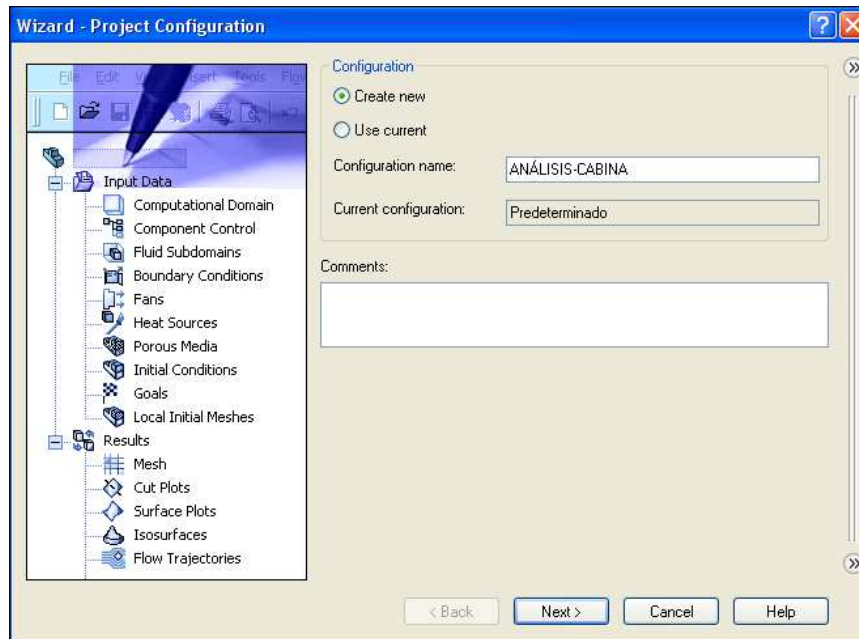 Wizard - Project Configuration
File Edit View Insert Tools Flow
Input Data
Computational Domain
Component Control
Fluid Subdomains
Boundary Conditions
Fans
Heat Sources
Porous Media
Initial Conditions
Goals
Local Initial Meshes
Results
Mesh
Cut Plots
Surface Plots
Isosurfaces
Flow Trajectories
Configuration
Create new
Use current
Configuration name: ANÁLISIS-CABINA
Current configuration: Predeterminado
Comments:
< Back Next > Cancel Help